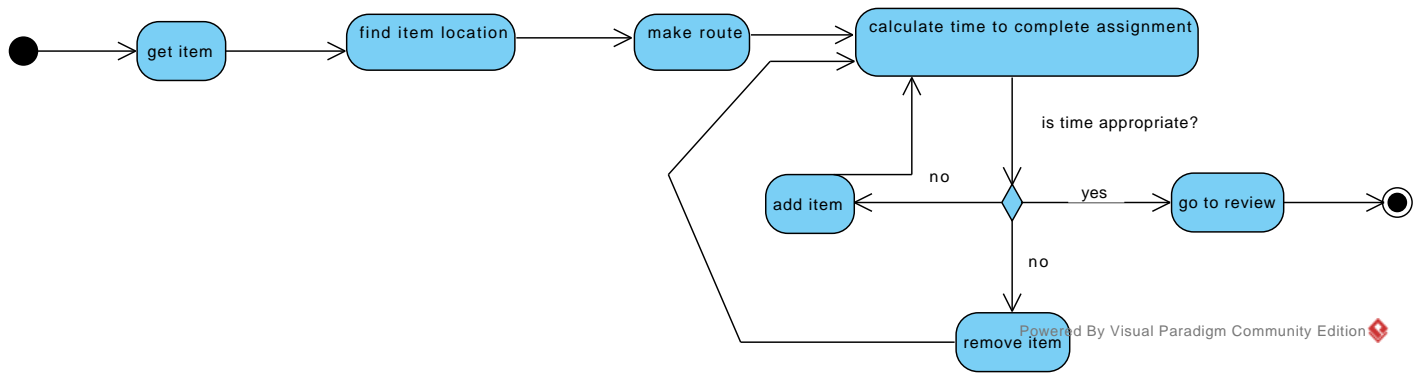 get item
find item location
make route
calculate time to complete assignment
is time appropriate?
no
add item
yes
go to review
no
remove item
Powered By Visual Paradigm Community Edition